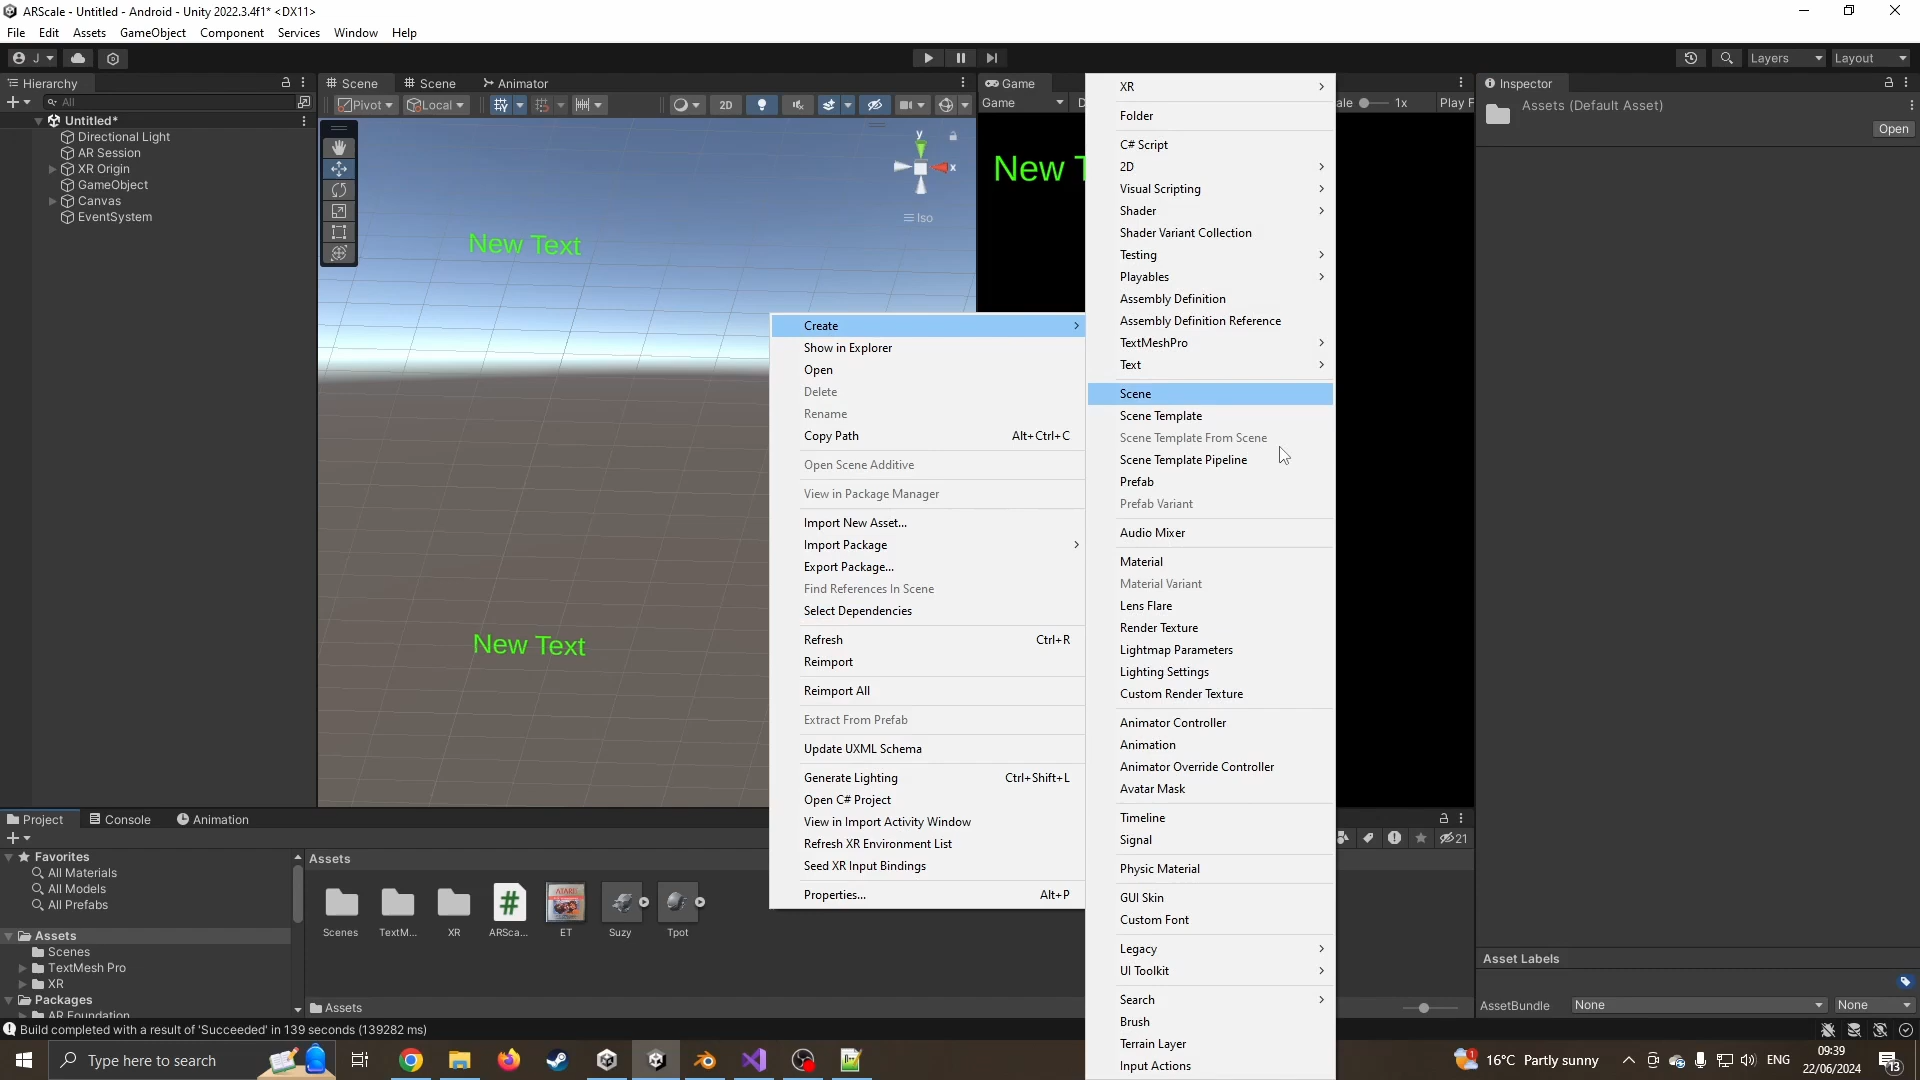 ARScale - Untitled - Android - Unity 2022.3.4f1* <DX11>
File Edit Assets GameObject Component Services Window Help
J
Layers Layout
Hierarchy
All
Untitled*
Directional Light
AR Session
XR Origin
GameObject
Canvas
EventSystem
Scene Scene Animator
Pivot Local 2D
y
x
Iso
New Text
New Text
Game
Game 1x Play F
New T
Create
Show in Explorer
Open
Delete
Rename
Copy Path Alt+Ctrl+C
Open Scene Additive
View in Package Manager
Import New Asset...
Import Package
Export Package...
Find References In Scene
Select Dependencies
Refresh Ctrl+R
Reimport
Reimport All
Extract From Prefab
Update UXML Schema
Generate Lighting Ctrl+Shift+L
Open C# Project
View in Import Activity Window
Refresh XR Environment List
Seed XR Input Bindings
Properties... Alt+P
XR
Folder
C# Script
2D
Visual Scripting
Shader
Shader Variant Collection
Testing
Playables
Assembly Definition
Assembly Definition Reference
TextMeshPro
Text
Scene
Scene Template
Scene Template From Scene
Scene Template Pipeline
Prefab
Prefab Variant
Audio Mixer
Material
Material Variant
Lens Flare
Render Texture
Lightmap Parameters
Lighting Settings
Custom Render Texture
Animator Controller
Animation
Animator Override Controller
Avatar Mask
Timeline
Signal
Physic Material
GUI Skin
Custom Font
Legacy
UI Toolkit
Search
Brush
Terrain Layer
Input Actions
Inspector
Assets (Default Asset)
Open
Asset Labels
AssetBundle None None
Project Console Animation
21
Favorites
All Materials
All Models
All Prefabs
Assets
Scenes
TextMesh Pro
XR
Packages
AR Foundation
Assets
Scenes TextM... XR ARSca... ET Suzy Tpot
Assets
Build completed with a result of 'Succeeded' in 139 seconds (139282 ms)
Type here to search
16°C Partly sunny
ENG
09:39
22/06/2024
13